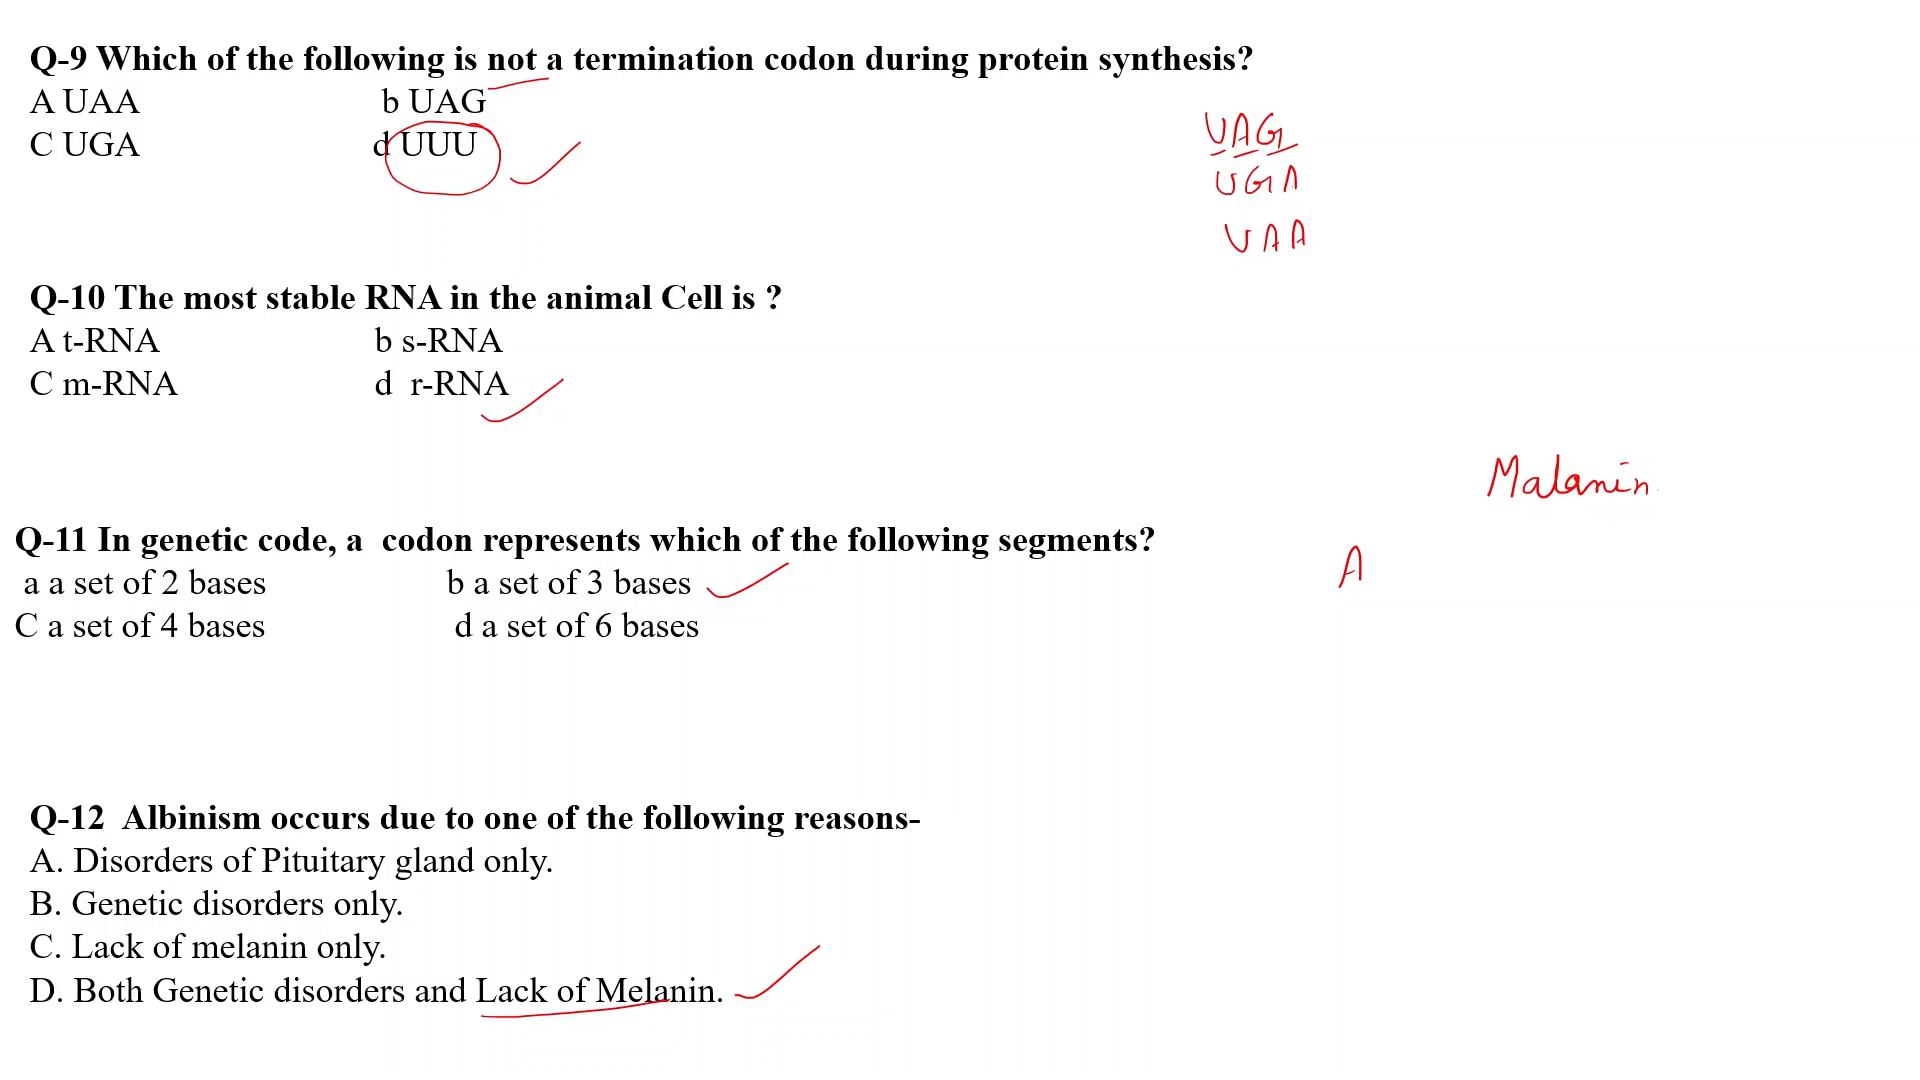 Q-9 Which of the following is not a termination codon during protein synthesis?
A UAA b UAG
C UGA d UUU
UAG
UGA
UAA
Q-10 The most stable RNA in the animal Cell is ?
A t-RNA b s-RNA
C m-RNA d r-RNA
Malanin
Q-11 In genetic code, a codon represents which of the following segments?
A
a a set of 2 bases b a set of 3 bases
C a set of 4 bases d a set of 6 bases
Q-12 Albinism occurs due to one of the following reasons-
A. Disorders of Pituitary gland only.
B. Genetic disorders only.
C. Lack of melanin only.
D. Both Genetic disorders and Lack of Melanin.